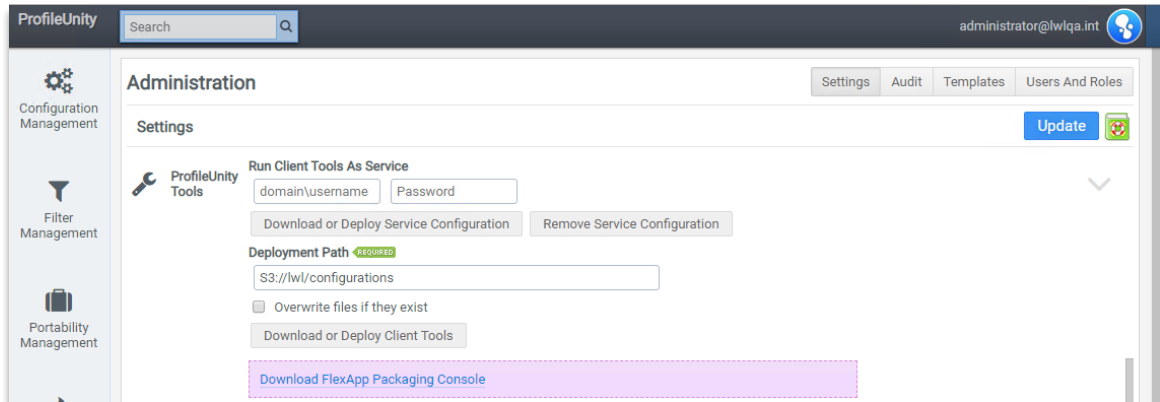 ProfileUnity
Search
administrator@lwlqa.int
Configuration
Management
Administration
Settings
Audit
Templates
Users And Roles
Settings
Update
ProfileUnity
Tools
Run Client Tools As Service
domain\username
Password
Download or Deploy Service Configuration
Remove Service Configuration
Filter
Management
Deployment Path REQUIRED
S3://lwl/configurations
Overwrite files if they exist
Portability
Management
Download or Deploy Client Tools
Download FlexApp Packaging Console